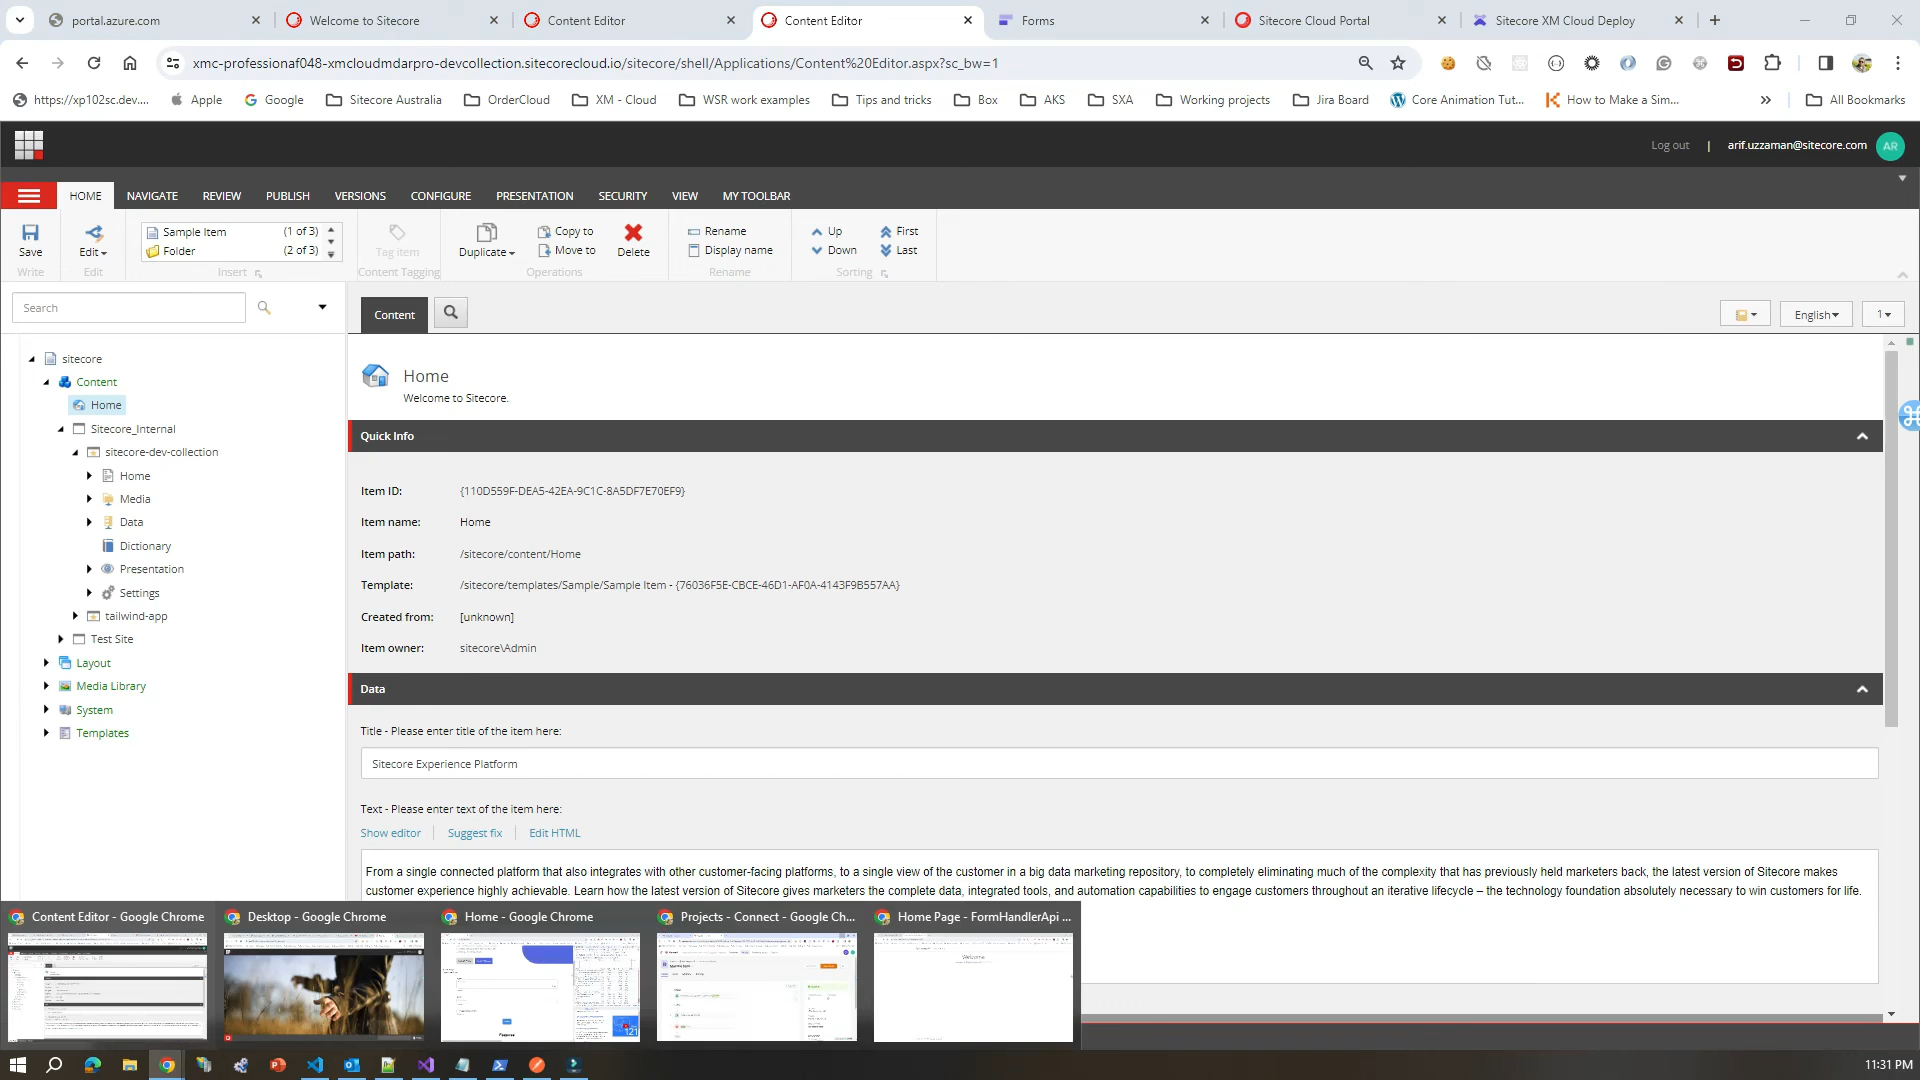 portal.azure.com
Welcome to Sitecore
Content Editor
Content Editor
Forms
Sitecore Cloud Portal
Sitecore XM Cloud Deploy
xmc-professionaf048-xmcloudmdarpro-devcollection.sitecorecloud.io/sitecore/shell/Applications/Content%20Editor.aspx?sc_bw=1
https://xp102sc.dev....
Apple
Google
Sitecore Australia
OrderCloud
XM - Cloud
WSR work examples
Tips and tricks
Box
AKS
SXA
Working projects
Jira Board
Core Animation Tut...
How to Make a Sim...
All Bookmarks
Log out | arif.uzzaman@sitecore.com AR
HOME NAVIGATE REVIEW PUBLISH VERSIONS CONFIGURE PRESENTATION SECURITY VIEW MY TOOLBAR
Save
Write
Edit
Edit
Sample Item (1 of 3)
Folder (2 of 3)
Insert
Tag item
Content Tagging
Duplicate
Copy to
Move to
Delete
Operations
Rename
Display name
Rename
Up
Down
First
Last
Sorting
Search
Content
English
1
sitecore
Content
Home
Sitecore_Internal
sitecore-dev-collection
Home
Media
Data
Dictionary
Presentation
Settings
tailwind-app
Test Site
Layout
Media Library
System
Templates
Home
Welcome to Sitecore.
Quick Info
Item ID: {110D559F-DEA5-42EA-9C1C-8A5DF7E70EF9}
Item name: Home
Item path: /sitecore/content/Home
Template: /sitecore/templates/Sample/Sample Item - {76036F5E-CBCE-46D1-AF0A-4143F9B557AA}
Created from: [unknown]
Item owner: sitecore\Admin
Data
Title - Please enter title of the item here:
Sitecore Experience Platform
Text - Please enter text of the item here:
Show editor
Suggest fix
Edit HTML
From a single connected platform that also integrates with other customer-facing platforms, to a single view of the customer in a big data marketing repository, to completely eliminating much of the complexity that has previously held marketers back, the latest version of Sitecore makes
customer experience highly achievable. Learn how the latest version of Sitecore gives marketers the complete data, integrated tools, and automation capabilities to engage customers throughout an iterative lifecycle – the technology foundation absolutely necessary to win customers for life.
Content Editor - Google Chrome
Desktop - Google Chrome
Home - Google Chrome
Projects - Connect - Google Ch...
Home Page - FormHandlerApi ...
Welcome
11:31 PM